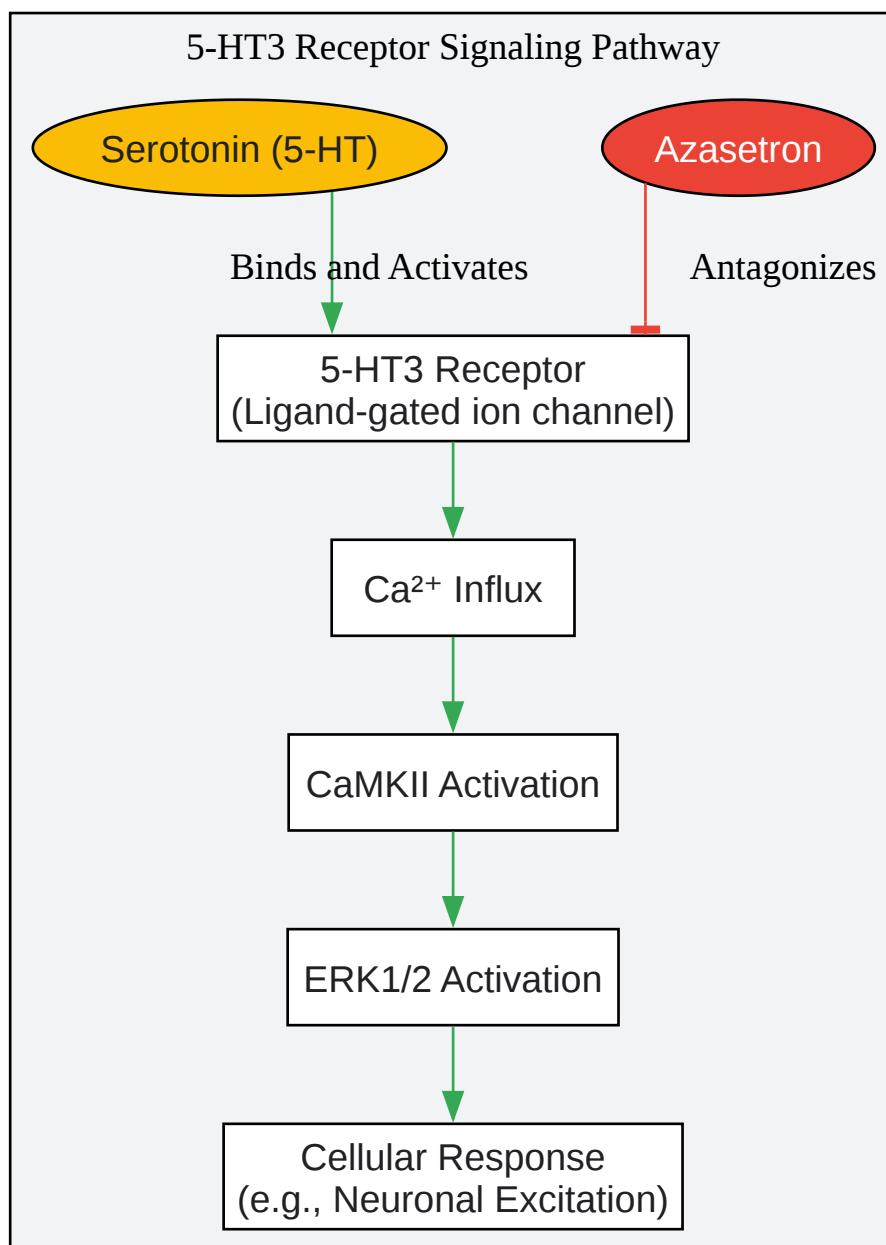 5-HT3 Receptor Signaling Pathway
Serotonin (5-HT)
Azasetron
Binds and Activates
Antagonizes
5-HT3 Receptor
(Ligand-gated ion channel)
Ca²⁺ Influx
CaMKII Activation
ERK1/2 Activation
Cellular Response
(e.g., Neuronal Excitation)